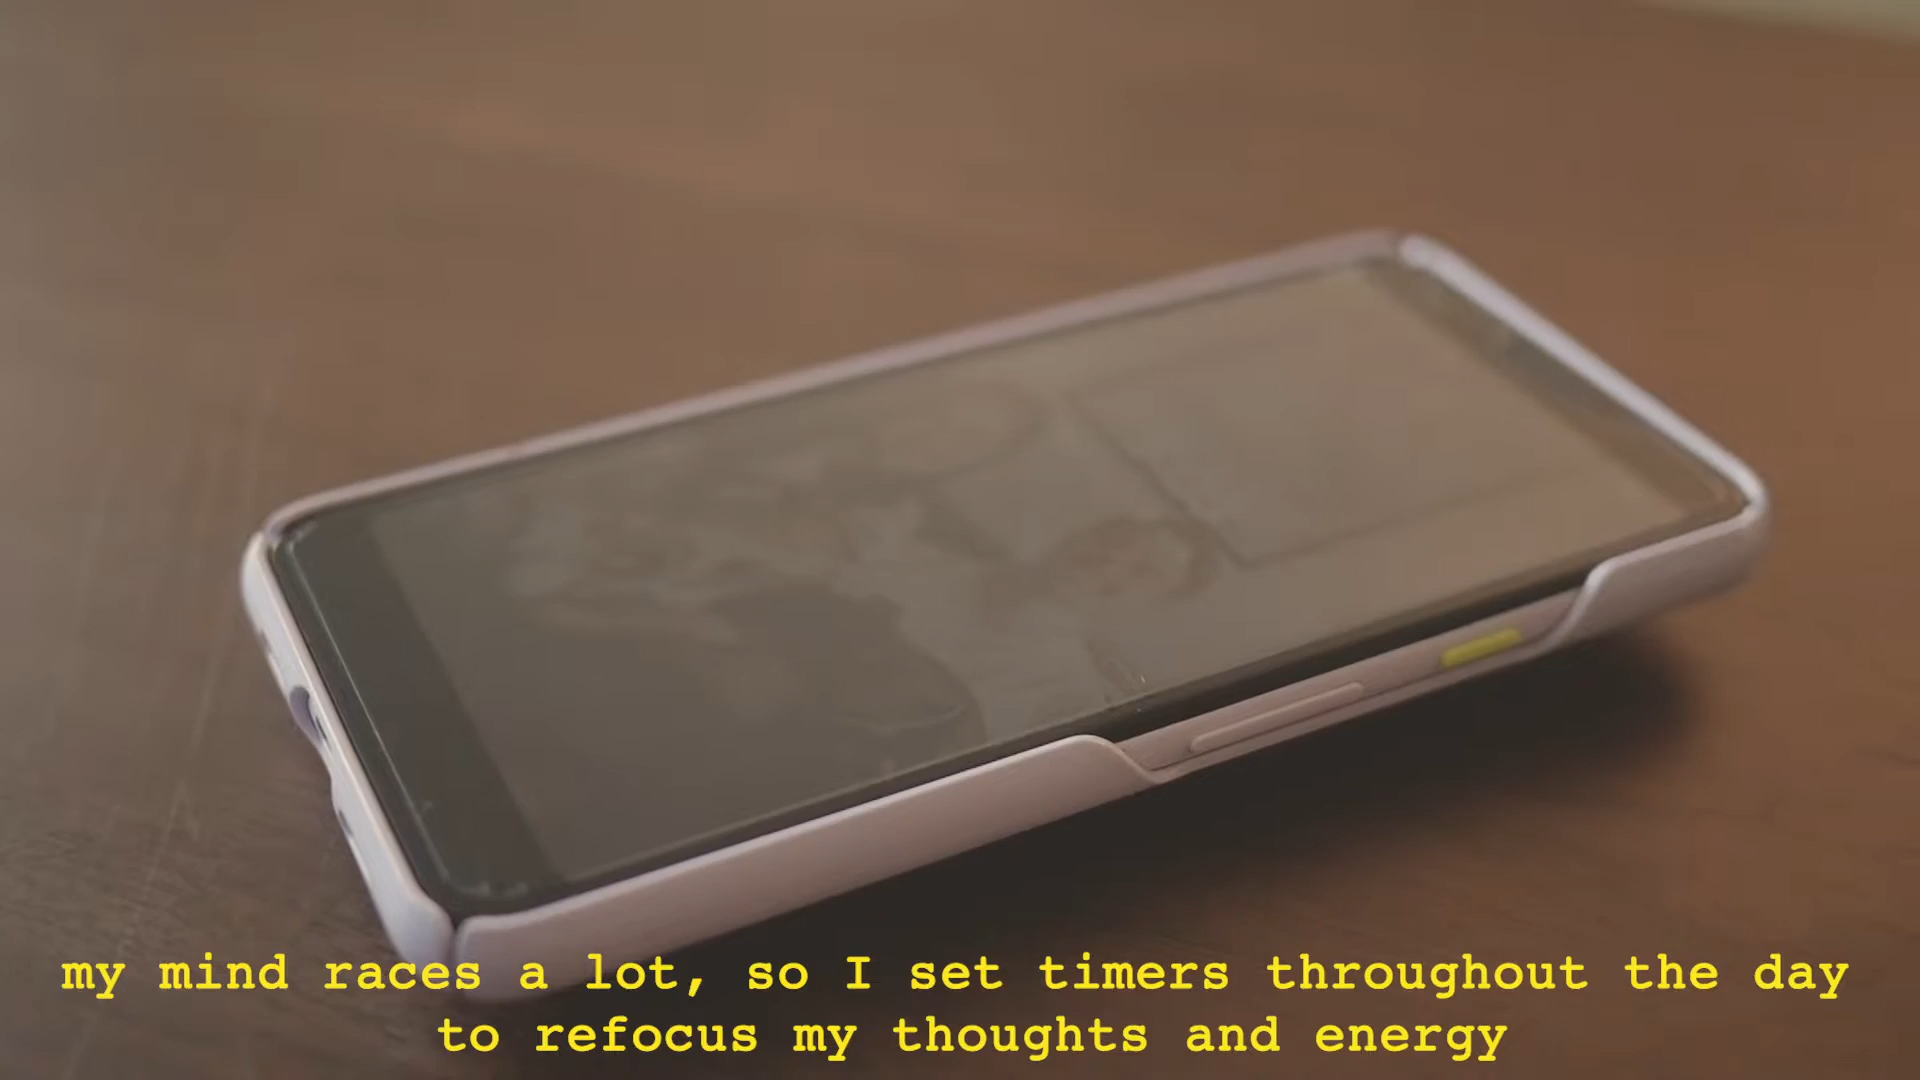 my mind races a lot, so I set timers throughout the day
to refocus my thoughts and energy